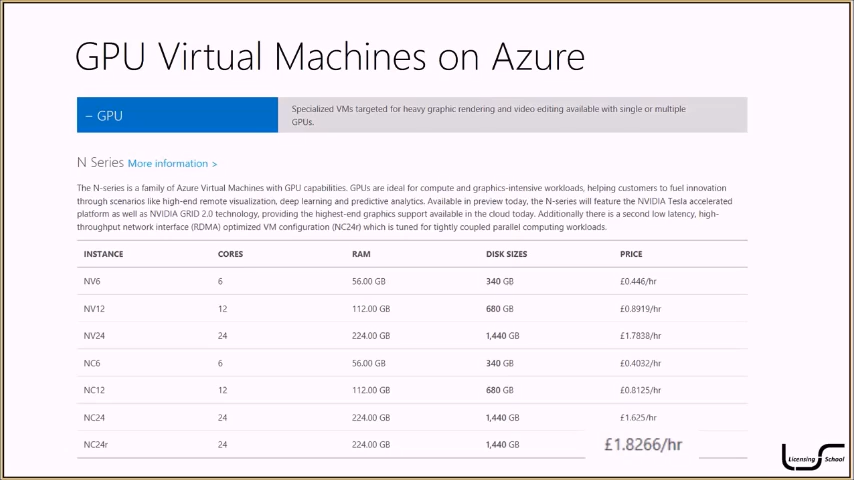 GPU Virtual Machines on Azure
– GPU
Specialized VMs targeted for heavy graphic rendering and video editing available with single or multiple
GPUs.
N Series More information >
The N-series is a family of Azure Virtual Machines with GPU capabilities. GPUs are ideal for compute and graphics-intensive workloads, helping customers to fuel innovation
through scenarios like high-end remote visualization, deep learning and predictive analytics. Available in preview today, the N-series will feature the NVIDIA Tesla accelerated
platform as well as NVIDIA GRID 2.0 technology, providing the highest-end graphics support available in the cloud today. Additionally there is a second low latency, high-
throughput network interface (RDMA) optimized VM configuration (NC24r) which is tuned for tightly coupled parallel computing workloads.
INSTANCE CORES RAM DISK SIZES PRICE
NV6 6 56.00 GB 340 GB £0.446/hr
NV12 12 112.00 GB 680 GB £0.8919/hr
NV24 24 224.00 GB 1,440 GB £1.7838/hr
NC6 6 56.00 GB 340 GB £0.4032/hr
NC12 12 112.00 GB 680 GB £0.8125/hr
NC24 24 224.00 GB 1,440 GB £1.625/hr
NC24r 24 224.00 GB 1,440 GB £1.8266/hr
Licensing School